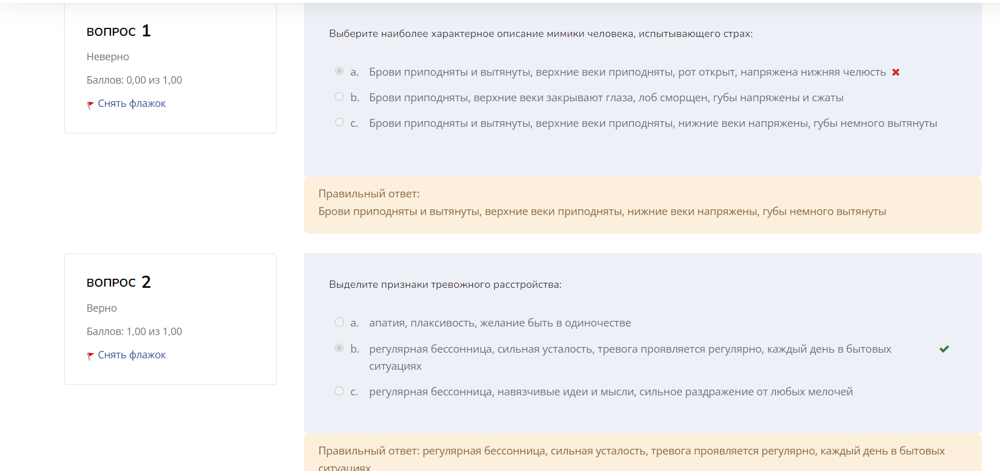 ВОПРОС 1
Неверно
Баллов: 0,00 из 1,00
Снять флажок
Выберите наиболее характерное описание мимики человека, испытывающего страх:
a. Брови приподняты и вытянуты, верхние веки приподняты, рот открыт, напряжена нижняя челюсть
b. Брови приподняты, верхние веки закрывают глаза, лоб сморщен, губы напряжены и сжаты
c. Брови приподняты и вытянуты, верхние веки приподняты, нижние веки напряжены, губы немного вытянуты
Правильный ответ:
Брови приподняты и вытянуты, верхние веки приподняты, нижние веки напряжены, губы немного вытянуты
ВОПРОС 2
Верно
Баллов: 1,00 из 1,00
Снять флажок
Выделите признаки тревожного расстройства:
a. апатия, плаксивость, желание быть в одиночестве
b. регулярная бессонница, сильная усталость, тревога проявляется регулярно, каждый день в бытовых
ситуациях
c. регулярная бессонница, навязчивые идеи и мысли, сильное раздражение от любых мелочей
Правильный ответ: регулярная бессонница, сильная усталость, тревога проявляется регулярно, каждый день в бытовых
ситуациях